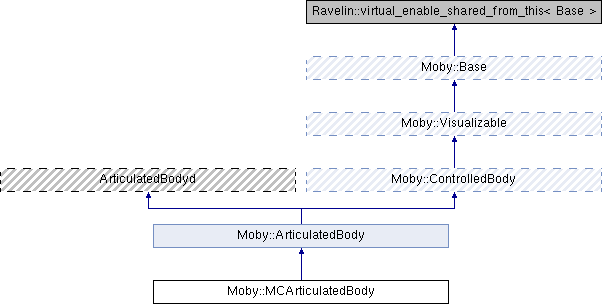 Ravelin::virtual_enable_shared_from_this< Base >
Moby::Base
Moby::Visualizable
ArticulatedBodyd
Moby::ControlledBody
Moby::ArticulatedBody
Moby::MCArticulatedBody